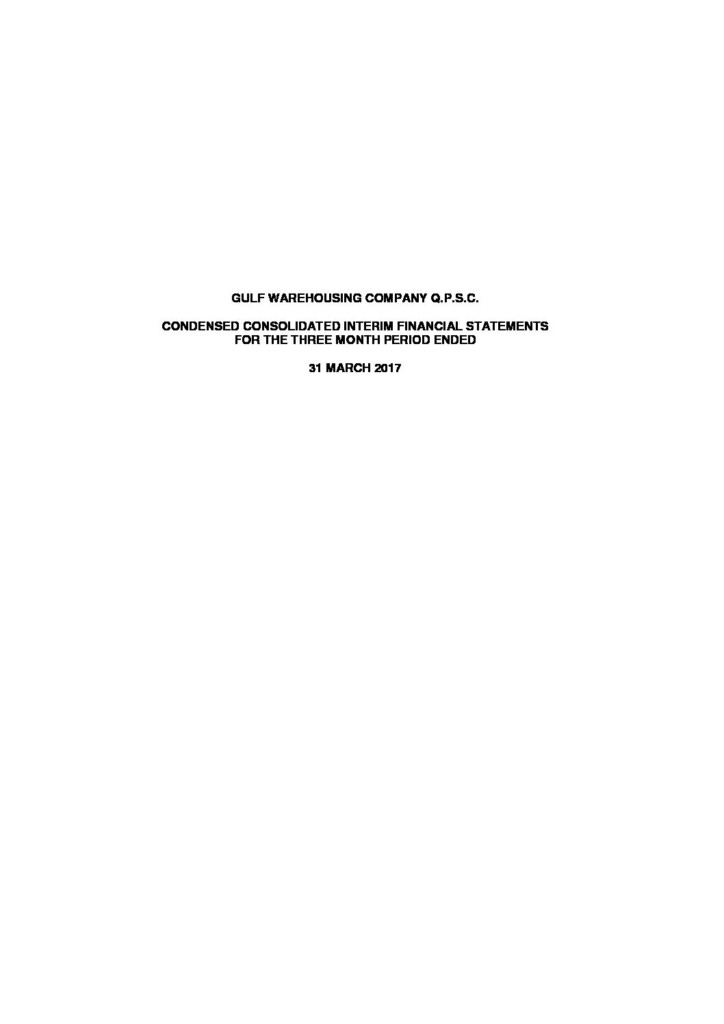 GULF WAREHOUSING COMPANY Q.P.S.C.
CONDENSED CONSOLIDATED INTERIM FINANCIAL STATEMENTS
FOR THE THREE MONTH PERIOD ENDED
31 MARCH 2017